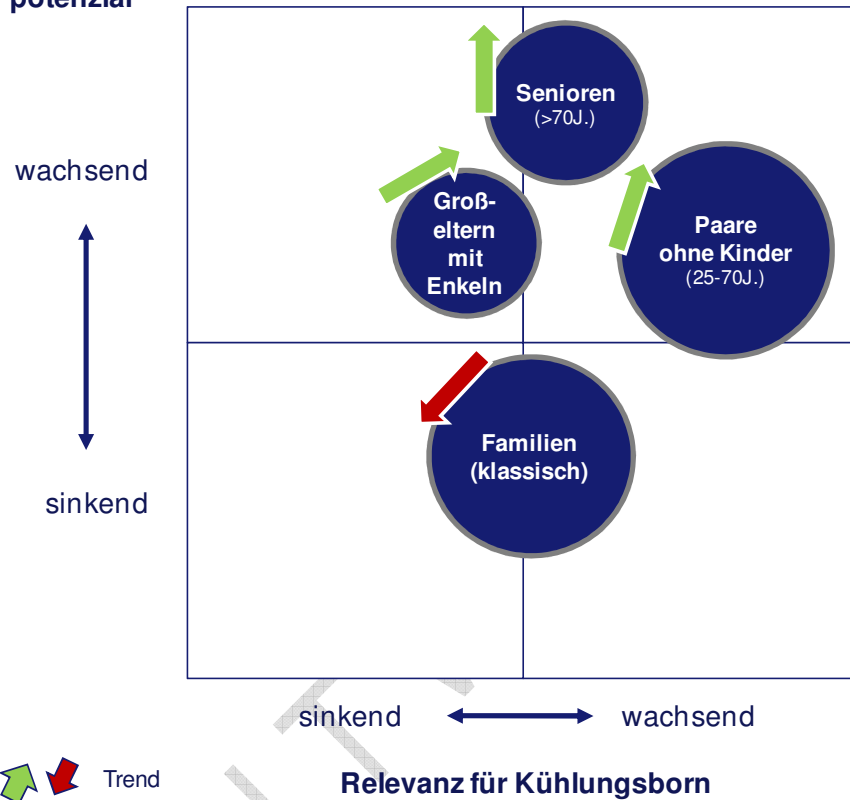 potenzial
Senioren
(>70J.)
wachsend
Groß-
eltern
mit
Enkeln
Paare
ohne Kinder
(25-70J.)
Familien
(klassisch)
sinkend
sinkend
wachsend
Trend
Relevanz für Kühlungsborn